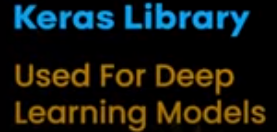 Keras Library
Used For Deep
Learning Models